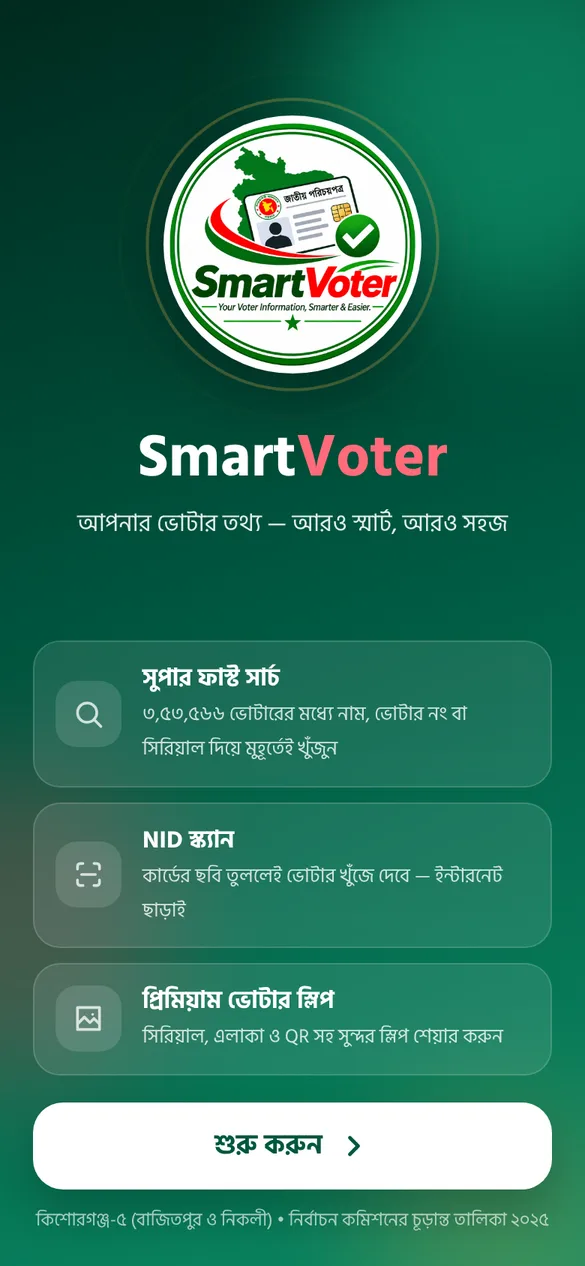 জাতীয় পরিচয়পত্র
SmartVoter
Your Voter Information, Smarter & Easier.
SmartVoter
আপনার ভোটার তথ্য — আরও স্মার্ট, আরও সহজ
সুপার ফাস্ট সার্চ
৩,৫৩,৫৬৬ ভোটারের মধ্যে নাম, ভোটার নং বা
সিরিয়াল দিয়ে মুহূর্তেই খুঁজুন
NID স্ক্যান
কার্ডের ছবি তুললেই ভোটার খুঁজে দেবে — ইন্টারনেট
ছাড়াই
প্রিমিয়াম ভোটার স্লিপ
সিরিয়াল, এলাকা ও QR সহ সুন্দর স্লিপ শেয়ার করুন
শুরু করুন
কিশোরগঞ্জ-৫ (বাজিতপুর ও নিকলী) • নির্বাচন কমিশনের চূড়ান্ত তালিকা ২০২৫